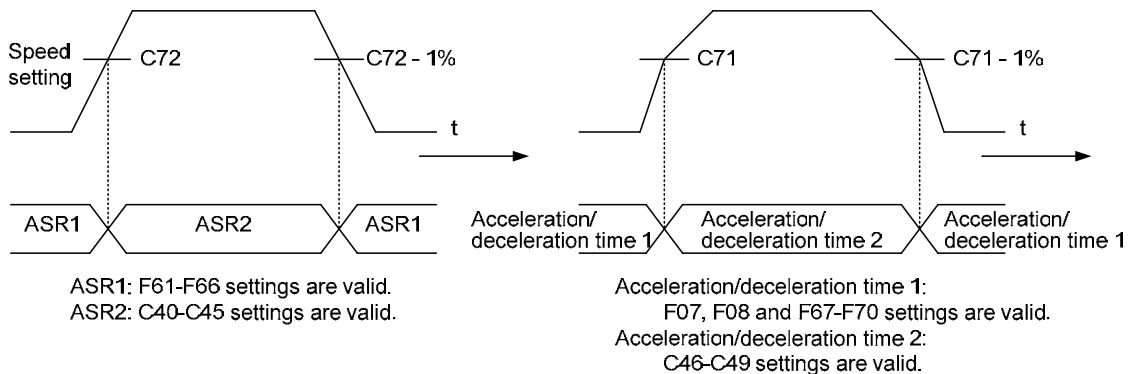 Speed
setting
C72
C72 - 1%
t
ASR1
ASR2
ASR1
ASR1: F61-F66 settings are valid.
ASR2: C40-C45 settings are valid.
C71
C71 - 1%
t
Acceleration/
deceleration time 1
Acceleration/
deceleration time 2
Acceleration/
deceleration time 1
Acceleration/deceleration time 1:
F07, F08 and F67-F70 settings are valid.
Acceleration/deceleration time 2:
C46-C49 settings are valid.